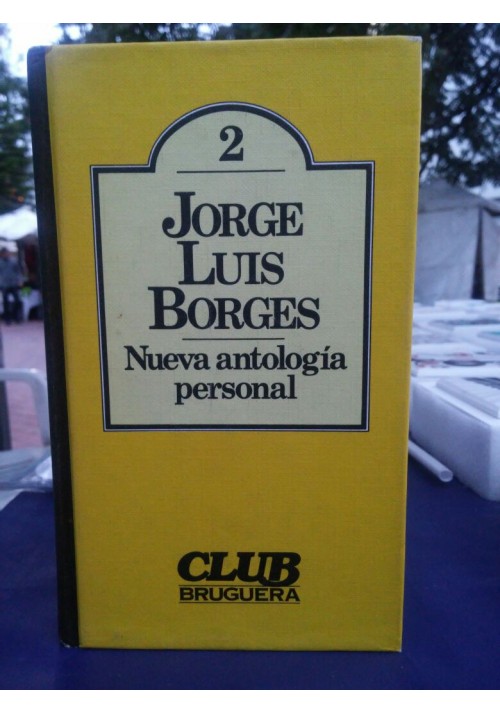 2
JORGE
LUIS
BORGES
Nueva antología
personal
CLUB
BRUGUERA